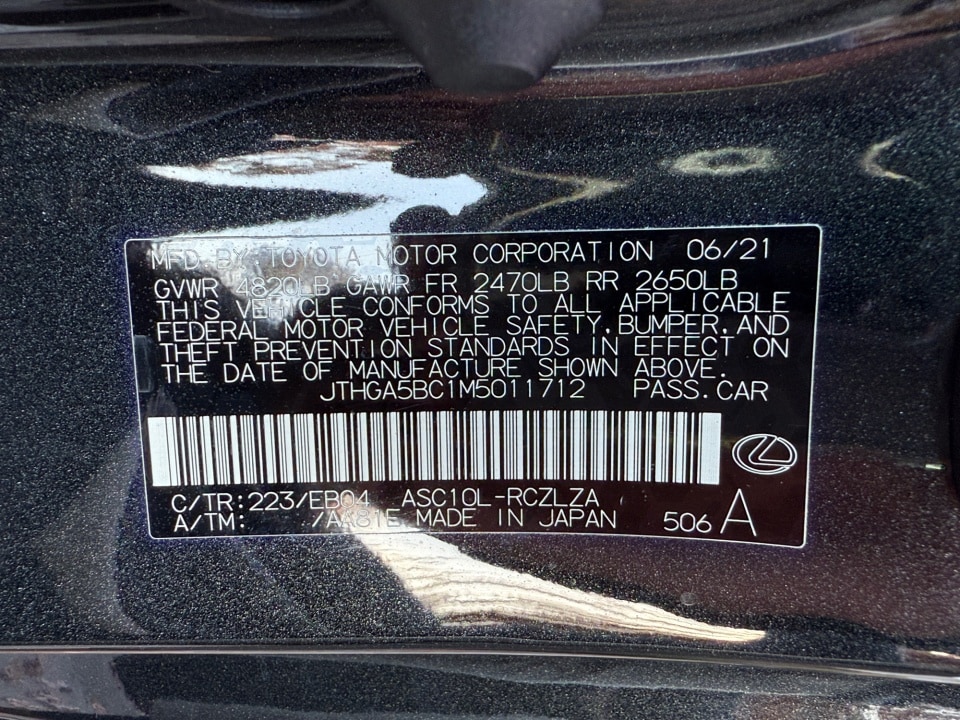 MFD. BY TOYOTA MOTOR CORPORATION 06/21
GVWR 4820LB GAWR FR 2470LB RR 2650LB
THIS VEHICLE CONFORMS TO ALL APPLICABLE
FEDERAL MOTOR VEHICLE SAFETY, BUMPER, AND
THEFT PREVENTION STANDARDS IN EFFECT ON
THE DATE OF MANUFACTURE SHOWN ABOVE.
JTHGA5BC1M5011712 PASS.CAR
C/TR:223/EB04 ASC10L-RCZLZA
A/TM: /AA81E MADE IN JAPAN 506 A